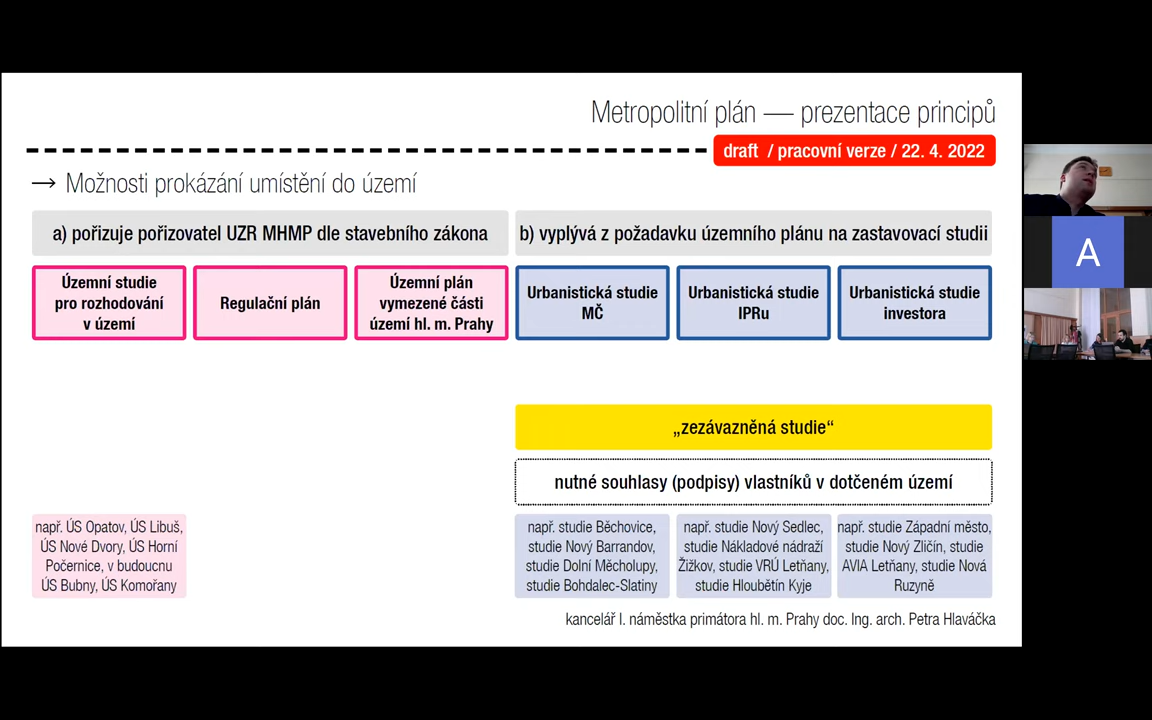 Metropolitní plán — prezentace principů
draft / pracovní verze / 22. 4. 2022
→ Možnosti prokázání umístění do území
a) pořizuje pořizovatel UZR MHMP dle stavebního zákona
b) vyplývá z požadavku územního plánu na zastavovací studii
Územní studie
pro rozhodování
v území
Regulační plán
Územní plán
vymezené části
území hl. m. Prahy
Urbanistická studie
MČ
Urbanistická studie
IPRu
Urbanistická studie
investora
„zezávazněná studie“
nutné souhlasy (podpisy) vlastníků v dotčeném území
např. ÚS Opatov, ÚS Libuš,
ÚS Nové Dvory, ÚS Horní
Počernice, v budoucnu
ÚS Bubny, ÚS Komořany
např. studie Běchovice,
studie Nový Barrandov,
studie Dolní Měcholupy,
studie Bohdalec-Slatiny
např. studie Nový Sedlec,
studie Nákladové nádraží
Žižkov, studie VRÚ Letňany,
studie Hloubětín Kyje
např. studie Západní město,
studie Nový Zličín, studie
AVIA Letňany, studie Nová
Ruzyně
kancelář I. náměstka primátora hl. m. Prahy doc. Ing. arch. Petra Hlaváčka
A